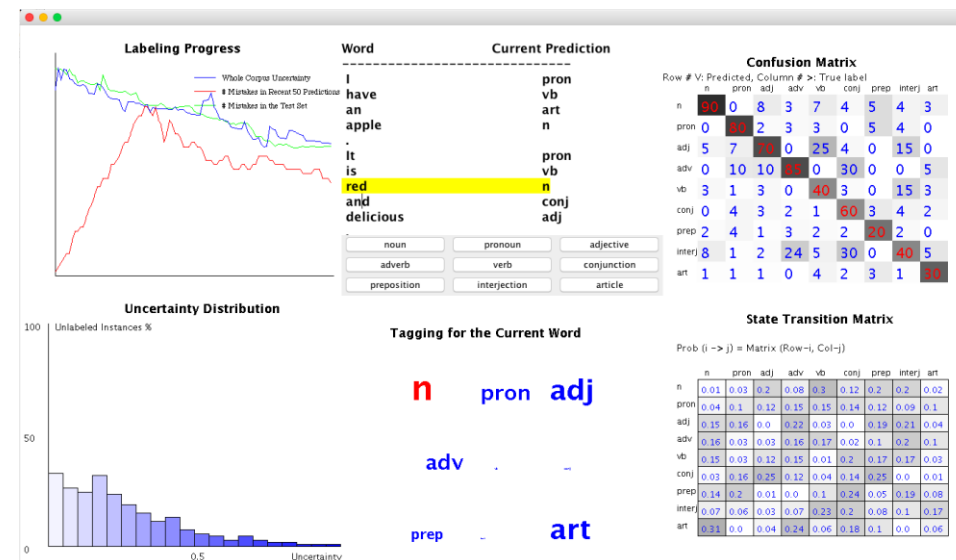 Labeling Progress
Whole Corpus Uncertainty
# Mistakes in Recent 50 Predictions
# Mistakes in the Test Set
Word Current Prediction
I pron
have vb
an art
apple n
.
It pron
is vb
red n
and conj
delicious adj
.
noun pronoun adjective
adverb verb conjunction
preposition interjection article
Confusion Matrix
Row # V: Predicted, Column # >: True label
n pron adj adv vb conj prep interj art
n 90 0 8 3 7 4 5 4 3
pron 0 80 2 3 3 0 5 4 0
adj 5 7 70 0 25 4 0 15 0
adv 0 10 10 85 0 30 0 0 5
vb 3 1 3 0 40 3 0 15 3
conj 0 4 3 2 1 60 3 4 2
prep 2 4 1 3 2 2 20 2 0
interj 8 1 2 24 5 30 0 40 5
art 1 1 1 0 4 2 3 1 30
Uncertainty Distribution
100 Unlabeled Instances %
50
0
0.5 Uncertainty
Tagging for the Current Word
n pron adj
adv
prep art
State Transition Matrix
Prob (i -> j) = Matrix (Row-i, Col-j)
n pron adj adv vb conj prep interj art
n 0.01 0.03 0.2 0.08 0.3 0.12 0.2 0.2 0.02
pron 0.04 0.1 0.12 0.15 0.15 0.14 0.12 0.09 0.1
adj 0.15 0.16 0.0 0.22 0.03 0.0 0.19 0.21 0.04
adv 0.16 0.03 0.03 0.16 0.17 0.02 0.1 0.2 0.1
vb 0.15 0.03 0.12 0.15 0.01 0.2 0.17 0.17 0.03
conj 0.03 0.16 0.25 0.12 0.04 0.14 0.25 0.0 0.01
prep 0.14 0.2 0.01 0.0 0.1 0.24 0.05 0.19 0.08
interj 0.07 0.06 0.03 0.07 0.23 0.2 0.08 0.1 0.17
art 0.31 0.0 0.04 0.24 0.06 0.18 0.1 0.0 0.06